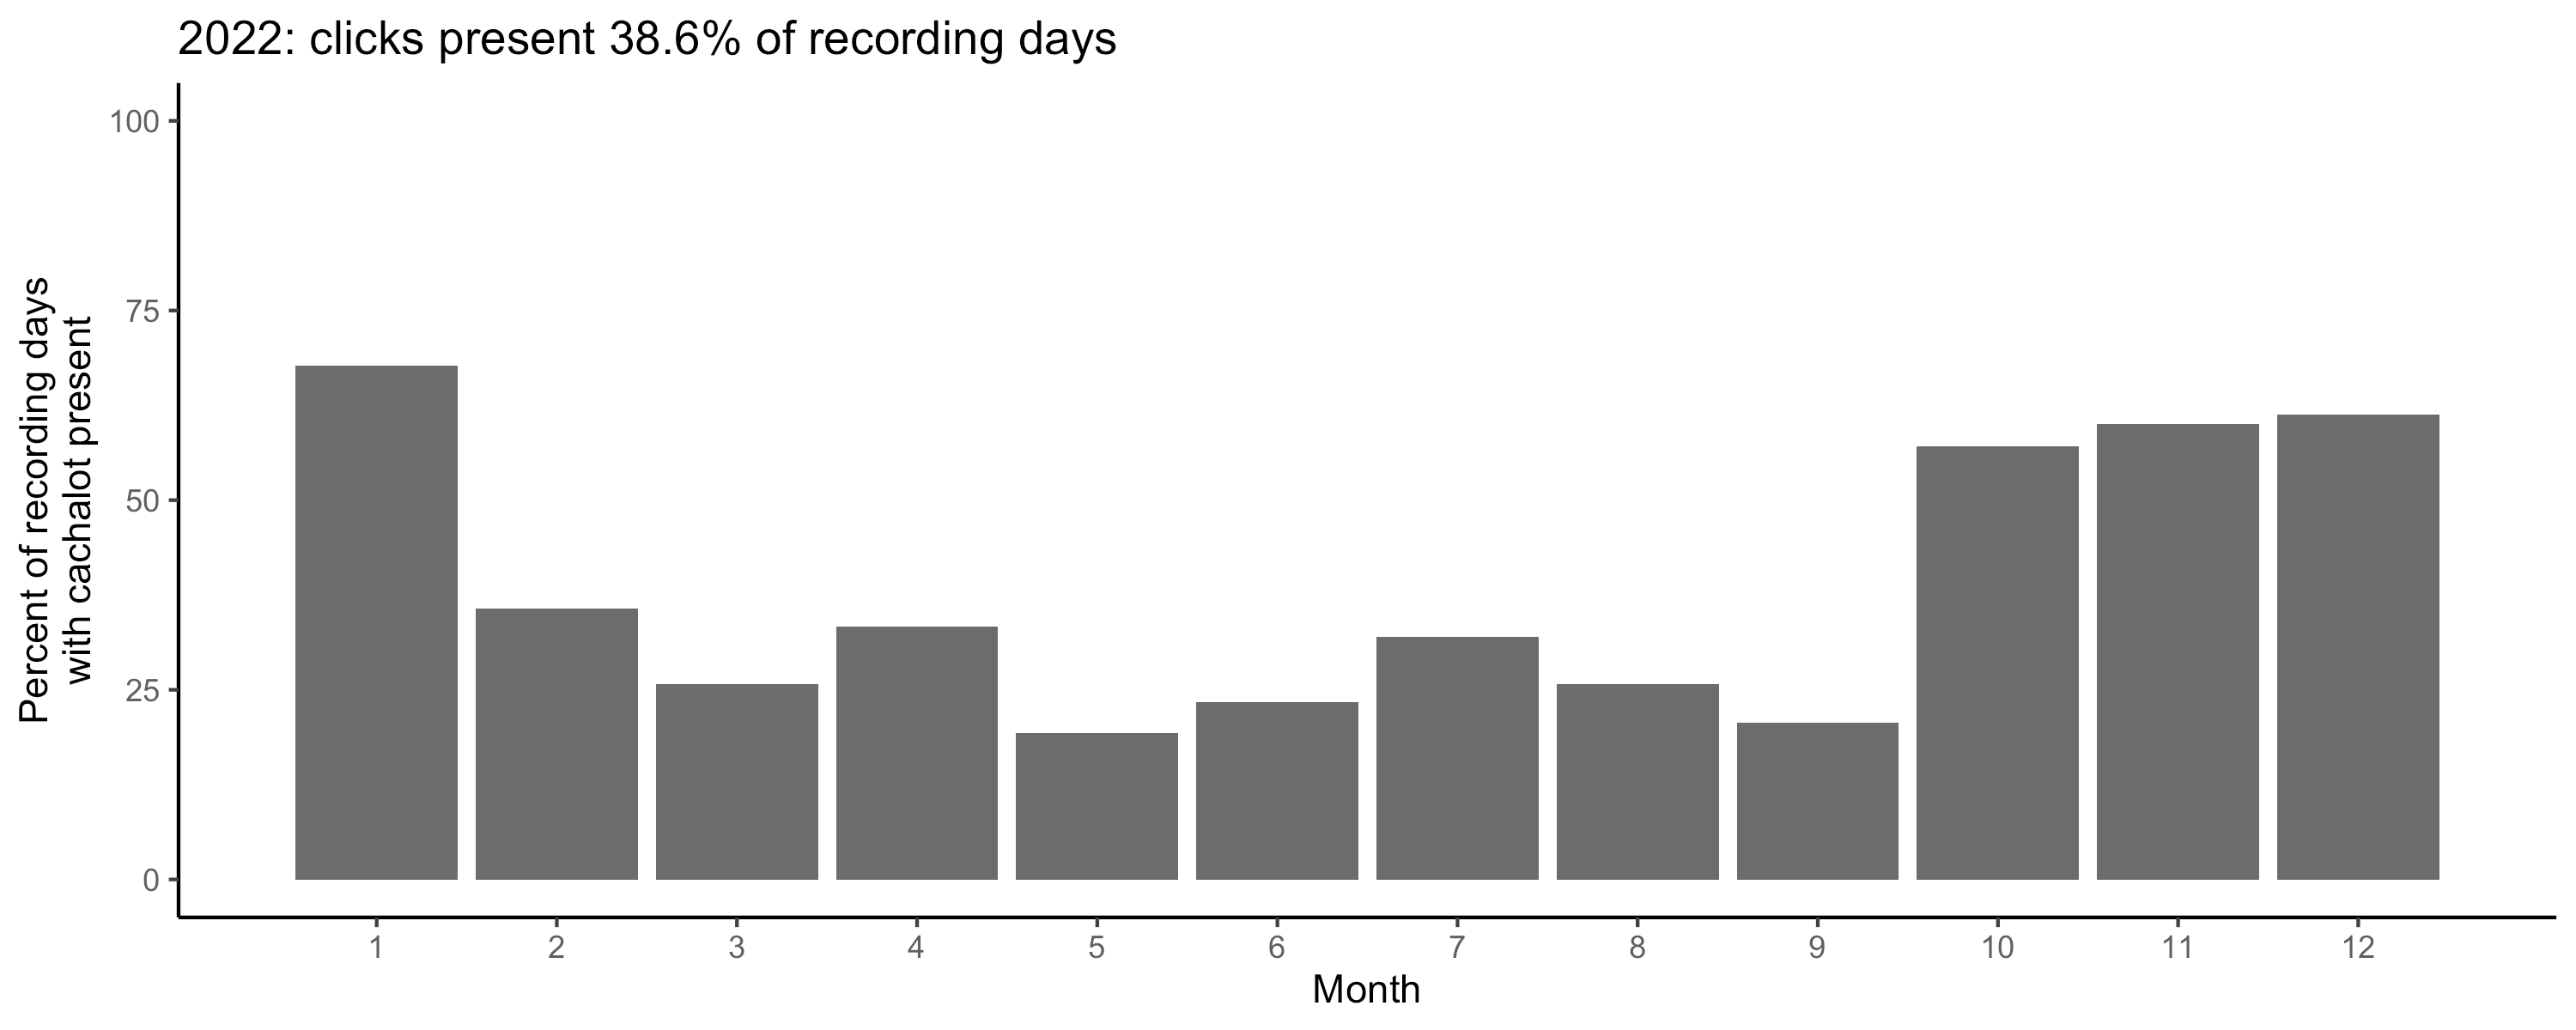 2022: clicks present 38.6% of recording days
Percent of recording days
with cachalot present
100
75
50
25
0
1 2 3 4 5 6 7 8 9 10 11 12
Month